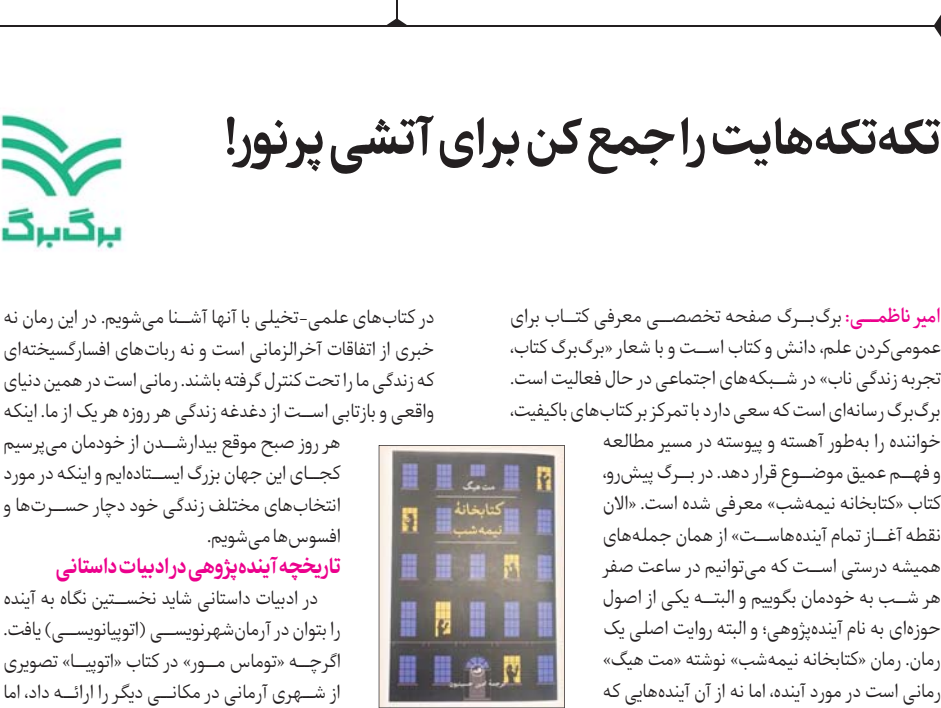 تکه‌تکه‌هایت را جمع کن برای آتشی پر نور!
برگ‌برگ
امیر ناظمی: برگ‌برگ صفحه تخصصی معرفی کتاب برای
عمومی‌کردن علم، دانش و کتاب است و با شعار «برگ‌برگ کتاب،
تجربه زندگی ناب» در شبکه‌های اجتماعی در حال فعالیت است.
برگ‌برگ رسانه‌ای است که سعی دارد با تمرکز بر کتاب‌های باکیفیت،
خواننده را به‌طور آهسته و پیوسته در مسیر مطالعه
و فهم عمیق موضوع قرار دهد. در برگ پیش‌رو،
کتاب «کتابخانه نیمه‌شب» معرفی شده است. «الان
نقطه آغاز تمام آینده‌هاست» از همان جمله‌های
همیشه درستی است که می‌توانیم در ساعت صفر
هر شب به خودمان بگوییم و البته یکی از اصول
حوزه‌ای به نام آینده‌پژوهی؛ و البته روایت اصلی یک
رمان. رمان «کتابخانه نیمه‌شب» نوشته «مت هیگ»
رمانی است در مورد آینده، اما نه از آن آینده‌هایی که
مت هیگ
کتابخانهٔ
نیمه‌شب
ترجمهٔ امین حسینیون
در کتاب‌های علمی-تخیلی با آنها آشنا می‌شویم. در این رمان نه
خبری از اتفاقات آخرالزمانی است و نه ربات‌های افسارگسیخته‌ای
که زندگی ما را تحت کنترل گرفته باشند. رمانی است در همین دنیای
واقعی و بازتابی است از دغدغه زندگی هر روزه هر یک از ما. اینکه
هر روز صبح موقع بیدارشدن از خودمان می‌پرسیم
کجای این جهان بزرگ ایستاده‌ایم و اینکه در مورد
انتخاب‌های مختلف زندگی خود دچار حسرت‌ها و
افسوس‌ها می‌شویم.
تاریخچه آینده‌پژوهی در ادبیات داستانی
در ادبیات داستانی شاید نخستین نگاه به آینده
را بتوان در آرمان‌شهرنویسی (اتوپیانویسی) یافت.
اگرچه «توماس مور» در کتاب «اتوپیا» تصویری
از شهری آرمانی در مکانی دیگر را ارائه داد، اما